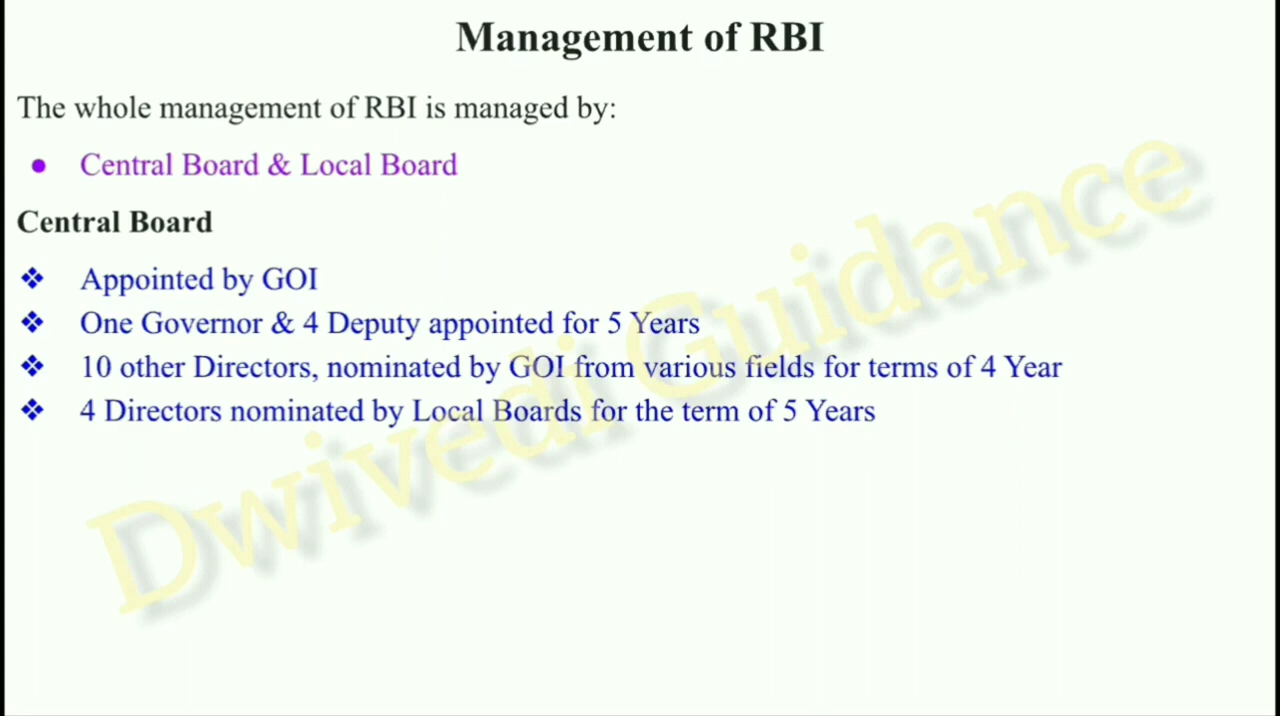 Management of RBI
The whole management of RBI is managed by:
● Central Board & Local Board
Central Board
❖ Appointed by GOI
❖ One Governor & 4 Deputy appointed for 5 Years
❖ 10 other Directors, nominated by GOI from various fields for terms of 4 Year
❖ 4 Directors nominated by Local Boards for the term of 5 Years
Dwivedi Guidance